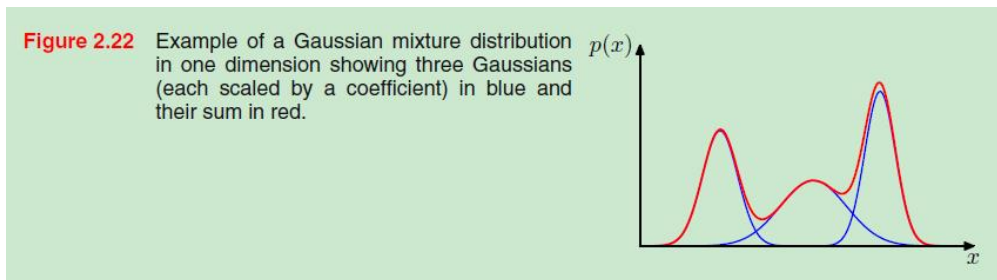 Figure 2.22 Example of a Gaussian mixture distribution
in one dimension showing three Gaussians
(each scaled by a coefficient) in blue and
their sum in red.
p(x)
x